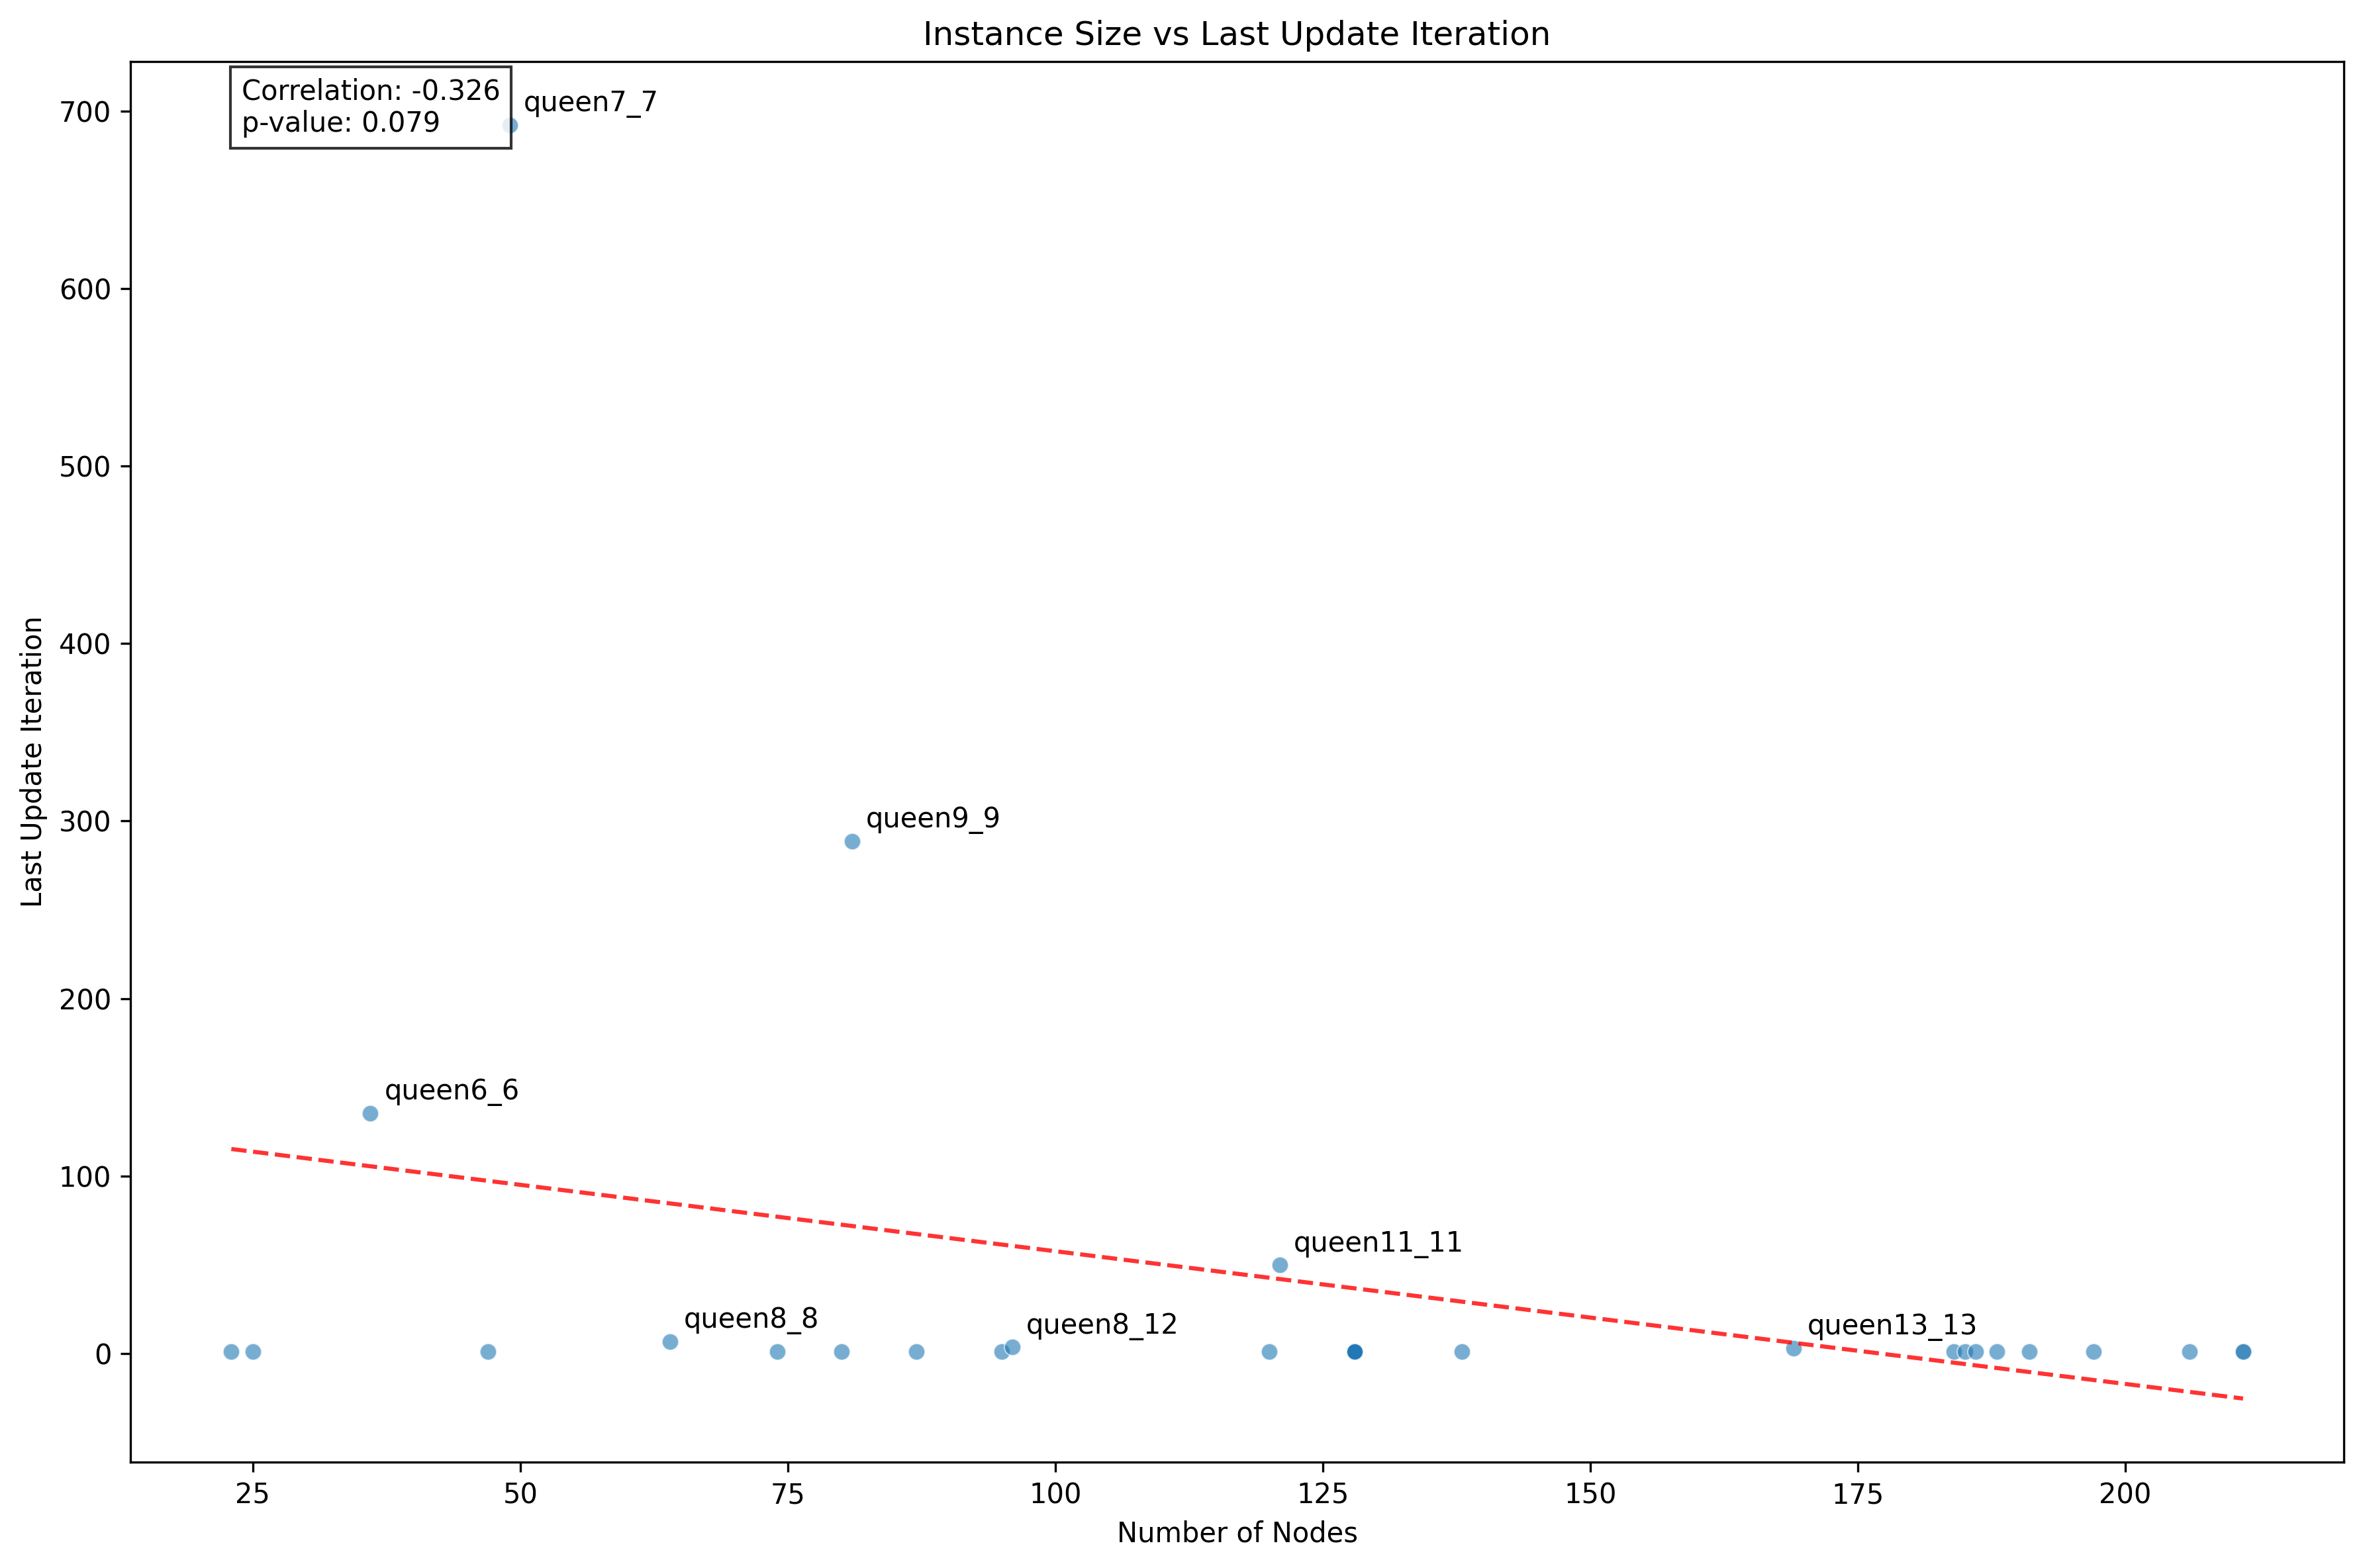 Instance Size vs Last Update Iteration
Correlation: -0.326
p-value: 0.079
queen7_7
queen9_9
queen6_6
queen11_11
queen8_8
queen8_12
queen13_13
700
600
500
400
300
200
100
0
Last Update Iteration
25 50 75 100 125 150 175 200
Number of Nodes